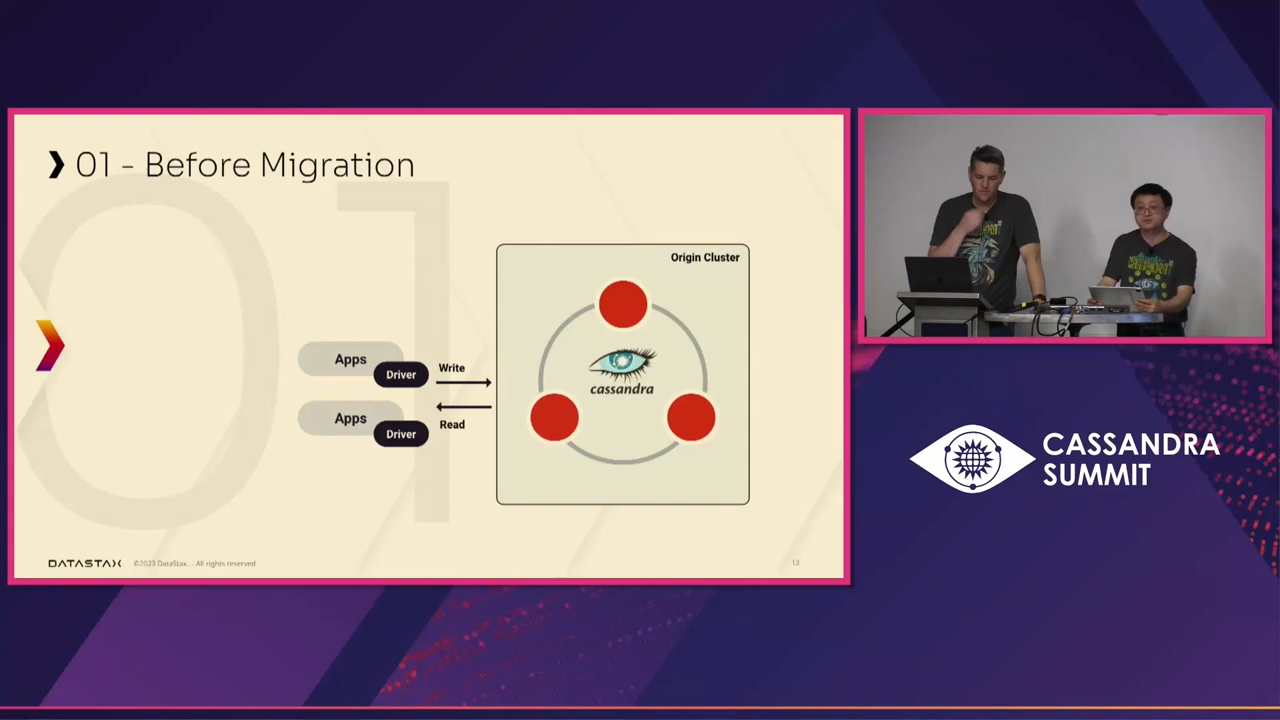 01 - Before Migration
Origin Cluster
Apps
Driver
Write
cassandra
Apps
Driver
Read
DATASTAX
©2023 DataStax. - All rights reserved
13
CASSANDRA
SUMMIT